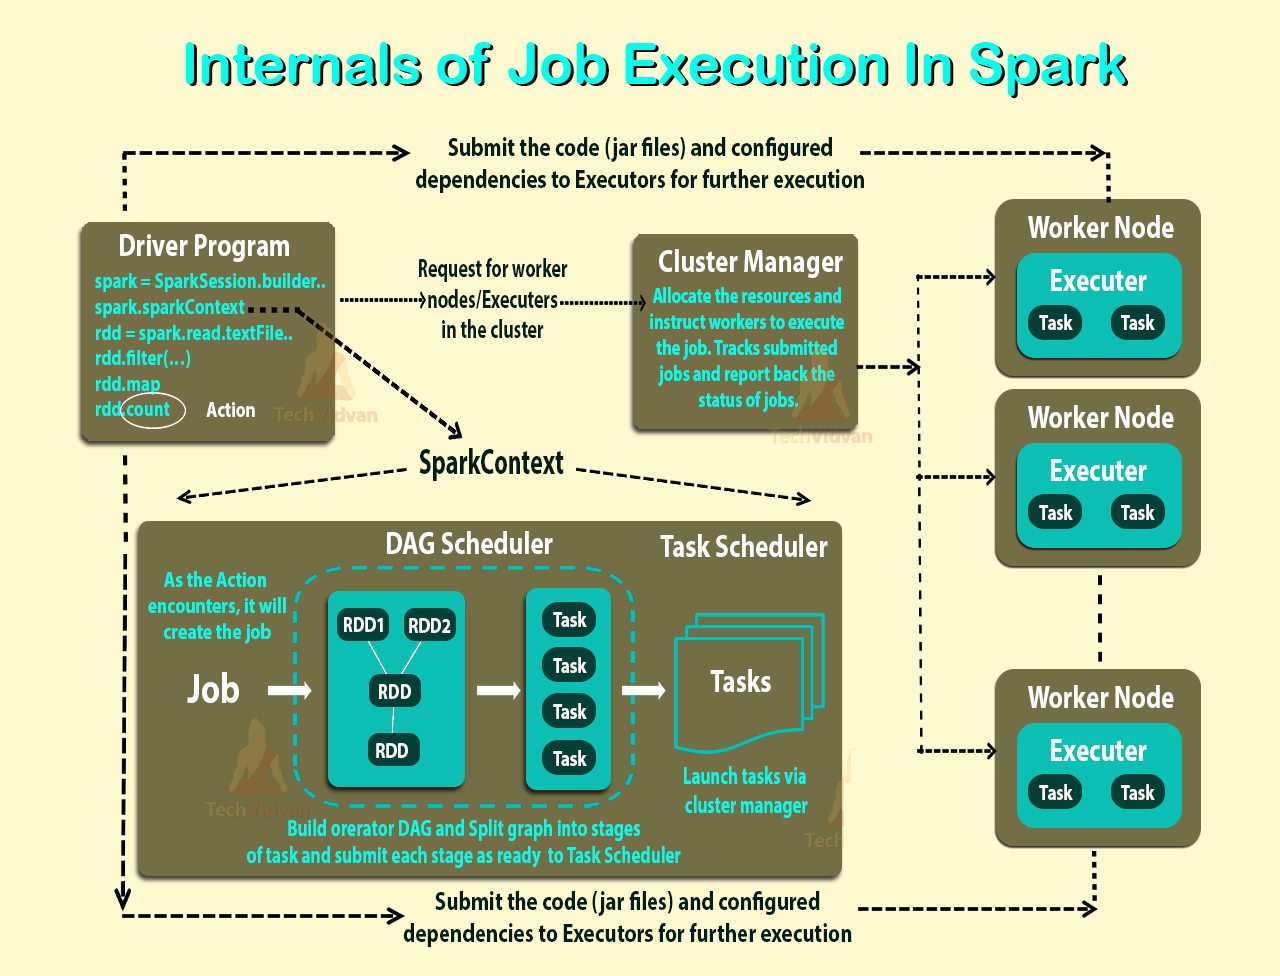 Internals of Job Execution In Spark
Submit the code (jar files) and configured
dependencies to Executors for further execution
Driver Program
spark = SparkSession.builder..
spark.sparkContext
rdd = spark.read.textFile..
rdd.filter(...)
rdd.map
rdd.count
Action
TechVidvan
Request for worker
nodes/Executers
in the cluster
Cluster Manager
Allocate the resources and
instruct workers to execute
the job. Tracks submitted
jobs and report back the
status of jobs.
TechVidvan
Worker Node
Executer
Task Task
Worker Node
Executer
Task Task
Worker Node
Executer
Task Task
SparkContext
DAG Scheduler
Task Scheduler
As the Action
encounters, it will
create the job
Job
RDD1 RDD2
RDD
RDD
Task
Task
Task
Task
Tasks
Launch tasks via
cluster manager
TechVidvan
Tech
Build orerator DAG and Split graph into stages
of task and submit each stage as ready to Task Scheduler
Submit the code (jar files) and configured
dependencies to Executors for further execution